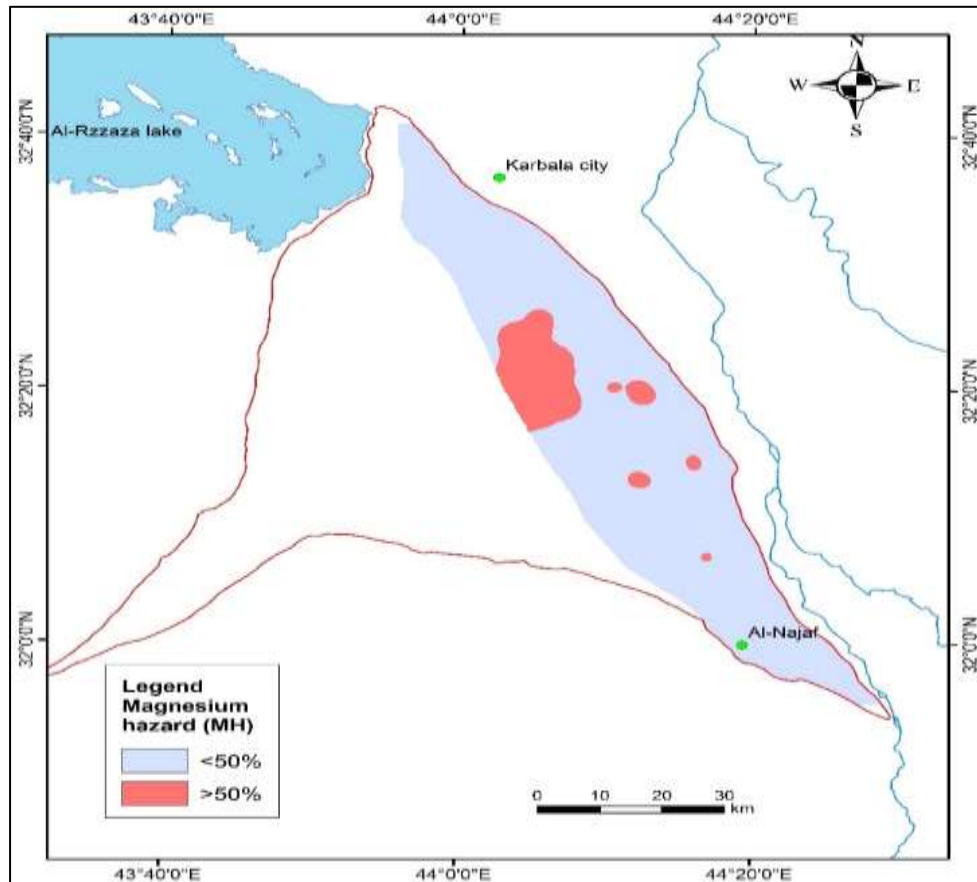 43°40'0"E
44°0'0"E
44°20'0"E
N
W
E
S
32°40'0"N
Al-Rzzaza lake
32°40'0"N
Karbala city
32°20'0"N
32°20'0"N
32°0'0"N
Al-Najaf
32°0'0"N
Legend
Magnesium
hazard (MH)
<50%
>50%
0 10 20 30
km
43°40'0"E
44°0'0"E
44°20'0"E